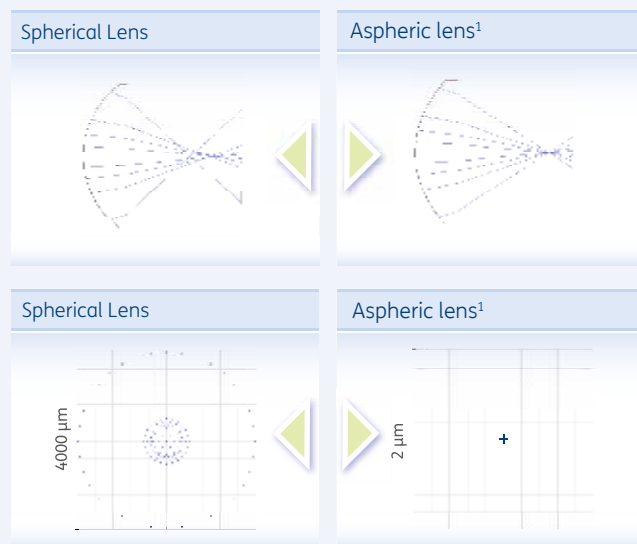 Spherical Lens
Aspheric lens¹
Spherical Lens
Aspheric lens¹
4000 µm
2 µm